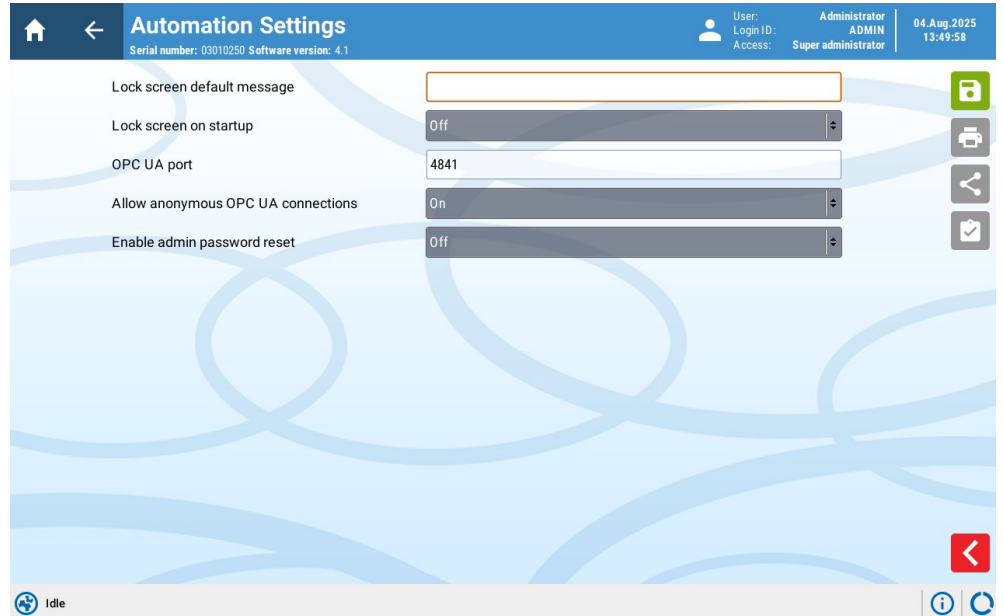 Automation Settings
Serial number: 03010250 Software version: 4.1
User: Administrator
Login ID: ADMIN
Access: Super administrator
04.Aug.2025
13:49:58
Lock screen default message
Lock screen on startup Off
OPC UA port 4841
Allow anonymous OPC UA connections On
Enable admin password reset Off
Idle